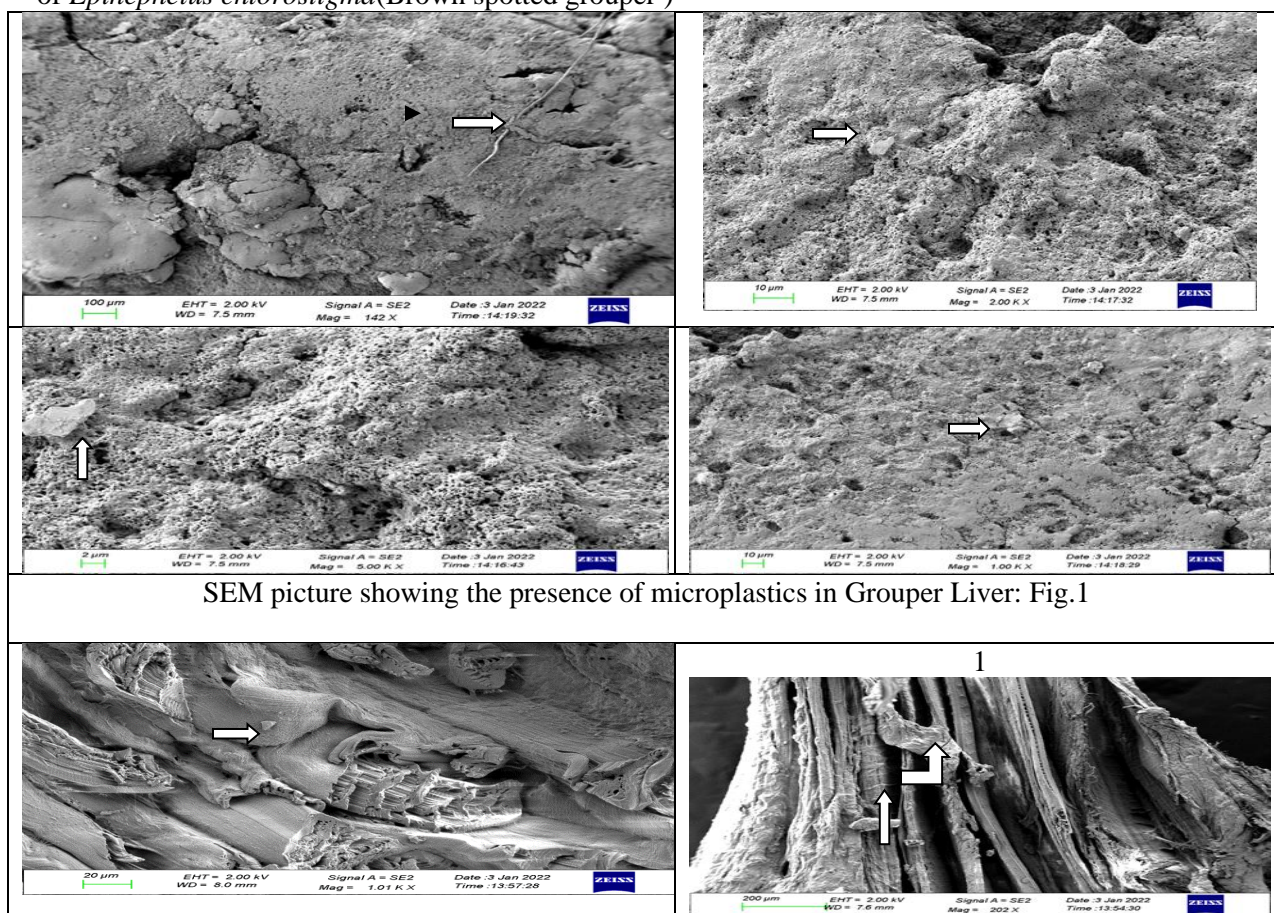 of Epinephelus chlorostigma(Brown spotted grouper )
100 µm EHT = 2.00 kV Signal A = SE2 Date :3 Jan 2022 ZEISS
WD = 7.5 mm Mag = 142 X Time :14:19:32
10 µm EHT = 2.00 kV Signal A = SE2 Date :3 Jan 2022 ZEISS
WD = 7.5 mm Mag = 2.00 K X Time :14:17:32
2 µm EHT = 2.00 kV Signal A = SE2 Date :3 Jan 2022 ZEISS
WD = 7.5 mm Mag = 5.00 K X Time :14:16:43
10 µm EHT = 2.00 kV Signal A = SE2 Date :3 Jan 2022 ZEISS
WD = 7.5 mm Mag = 1.00 K X Time :14:18:29
SEM picture showing the presence of microplastics in Grouper Liver: Fig.1
20 µm EHT = 2.00 kV Signal A = SE2 Date :3 Jan 2022 ZEISS
WD = 8.0 mm Mag = 1.01 K X Time :13:57:28
1
200 µm EHT = 2.00 kV Signal A = SE2 Date :3 Jan 2022 ZEISS
WD = 7.6 mm Mag = 202 X Time :13:54:30